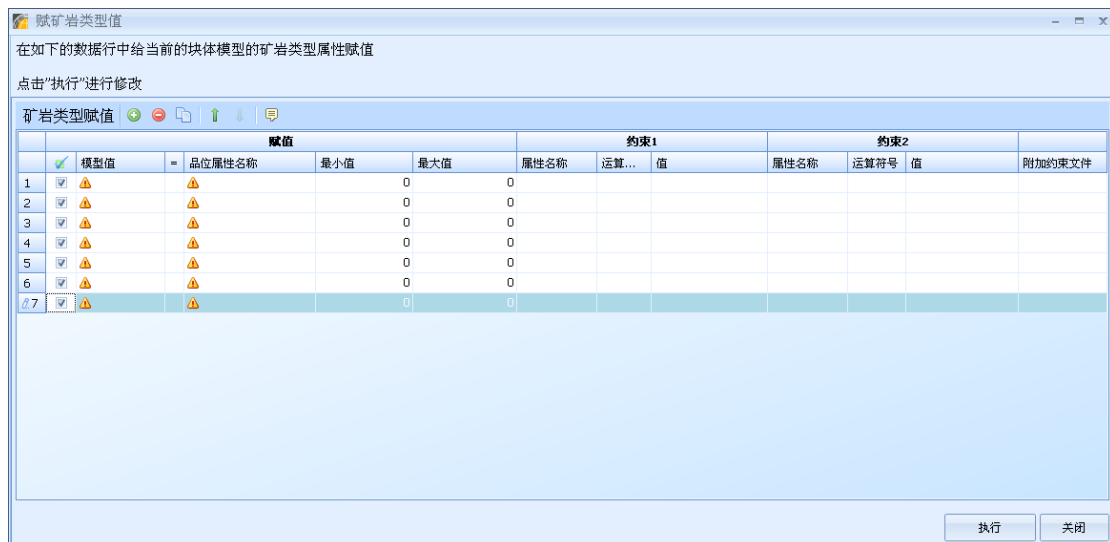 赋矿岩类型值
在如下的数据行中给当前的块体模型的矿岩类型属性赋值
点击"执行"进行修改
矿岩类型赋值
赋值 约束1 约束2
模型值 = 品位属性名称 最小值 最大值 属性名称 运算... 值 属性名称 运算符号 值 附加约束文件
1 0 0
2 0 0
3 0 0
4 0 0
5 0 0
6 0 0
7 0 0
执行 关闭